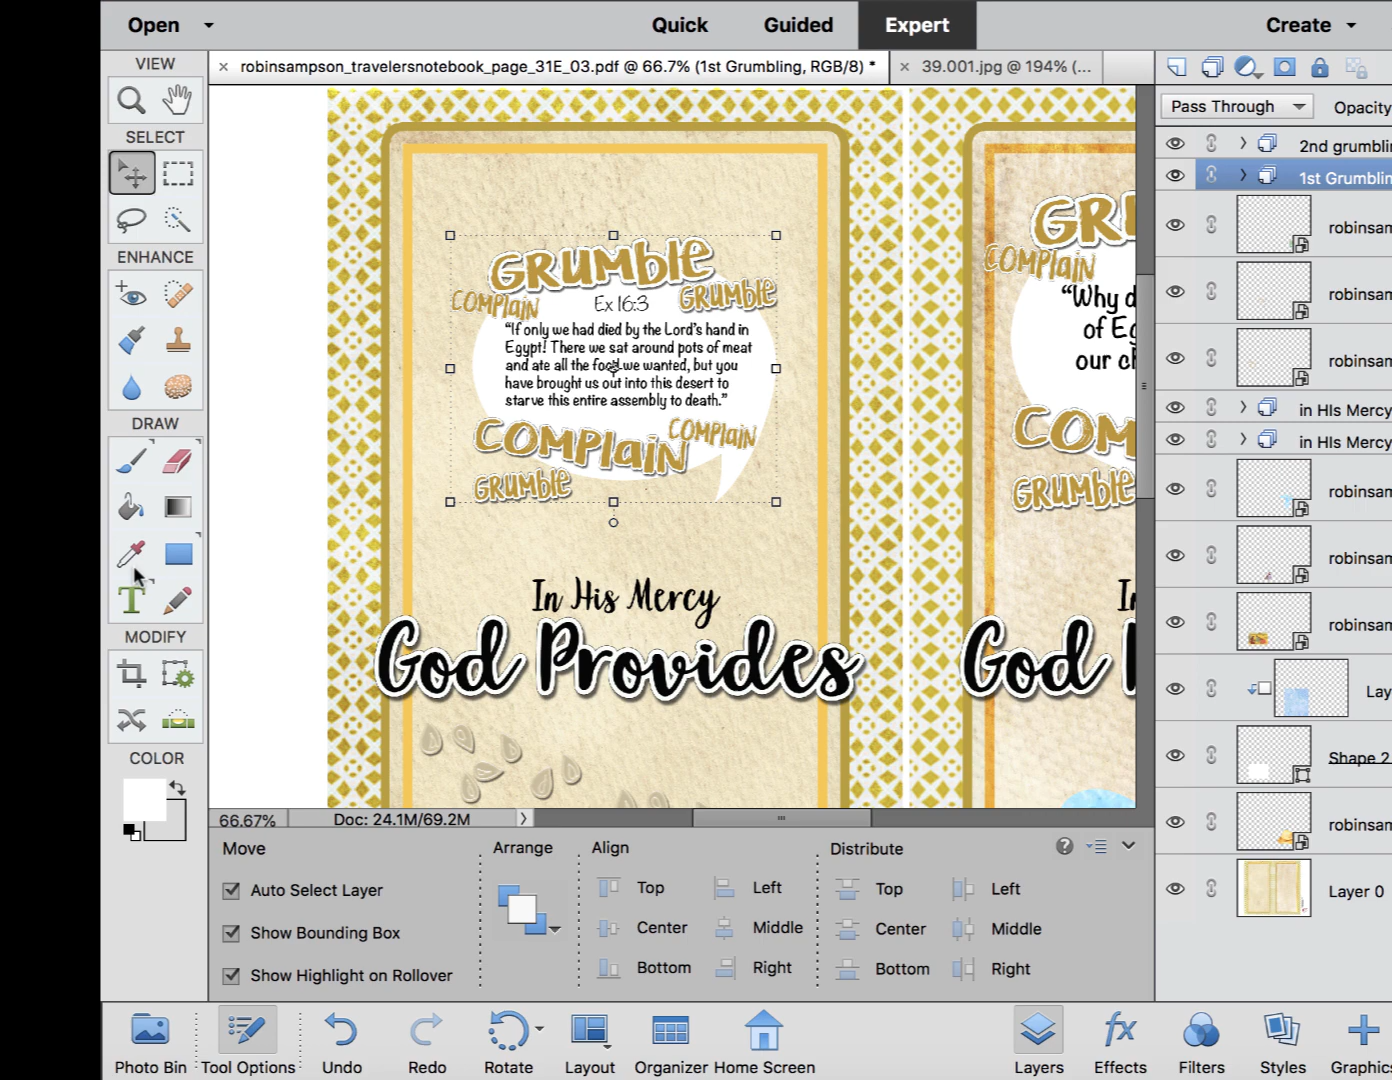 Open
Quick
Guided
Expert
Create
VIEW
× robinsampson_travelersnotebook_page_31E_03.pdf @ 66.7% (1st Grumbling, RGB/8) *
× 39.001.jpg @ 194% (...
SELECT
ENHANCE
DRAW
T
MODIFY
COLOR
GRUMBLE
COMPLAIN
GRUMBLE
Ex 16:3
“If only we had died by the Lord’s hand in
Egypt! There we sat around pots of meat
and ate all the food we wanted, but you
have brought us out into this desert to
starve this entire assembly to death.”
COMPLAIN
COMPLAIN
GRUMBLE
In His Mercy
God Provides
GR
COMPLAIN
“Why d
of Eg
our ch
COM
GRUMBLE
In
God
Pass Through
Opacity
2nd grumblin
1st Grumblin
robinsam
robinsam
robinsam
in HIs Mercy
in HIs Mercy
robinsam
robinsam
robinsam
Lay
Shape 2
robinsam
Layer 0
66.67%
Doc: 24.1M/69.2M
Move
Auto Select Layer
Show Bounding Box
Show Highlight on Rollover
Arrange
Align
Top
Left
Center
Middle
Bottom
Right
Distribute
Top
Left
Center
Middle
Bottom
Right
Photo Bin
Tool Options
Undo
Redo
Rotate
Layout
Organizer
Home Screen
Layers
fx
Effects
Filters
Styles
Graphics